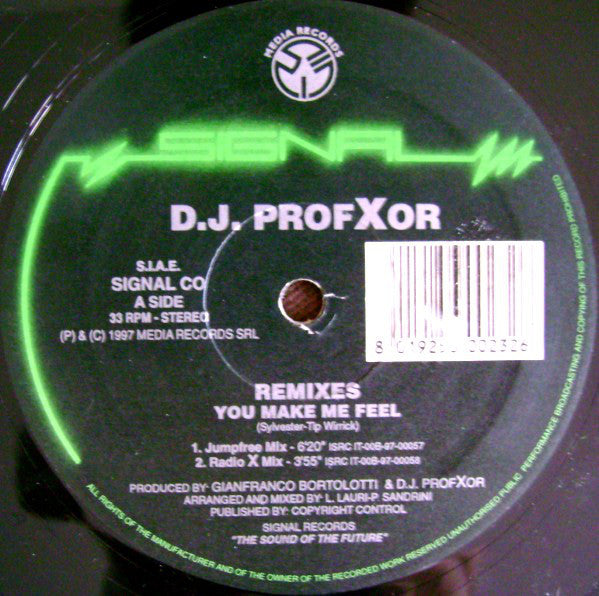 MEDIA RECORDS
SIGNAL
D.J. PROFXOR
S.I.A.E.
SIGNAL CO
A SIDE
33 RPM - STEREO
(P) & (C) 1997 MEDIA RECORDS SRL
REMIXES
YOU MAKE ME FEEL
(Sylvester-Tip Wirrick)
1. Jumpfree Mix - 6'20" ISRC IT-00B-97-00057
2. Radio X Mix - 3'55" ISRC IT-00B-97-00058
PRODUCED BY: GIANFRANCO BORTOLOTTI & D.J. PROFXOR
ARRANGED AND MIXED BY: L. LAURI-P. SANDRINI
PUBLISHED BY: COPYRIGHT CONTROL
SIGNAL RECORDS
"THE SOUND OF THE FUTURE"
ALL RIGHTS OF THE MANUFACTURER AND OF THE OWNER OF THE RECORDED WORK RESERVED UNAUTHORISED PUBLIC PERFORMANCE BROADCASTING AND COPYING OF THIS RECORD PROHIBITED